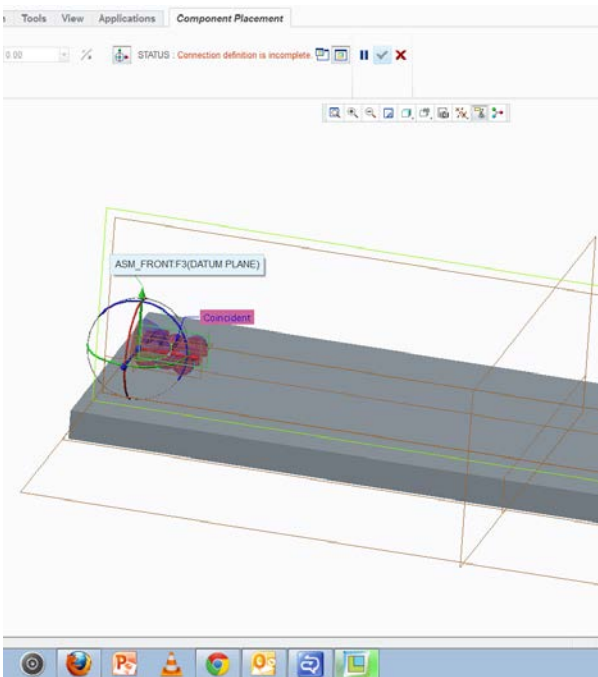 Tools View Applications Component Placement
0.00 STATUS : Connection definition is incomplete.
ASM_FRONT:F3(DATUM PLANE)
Coincident